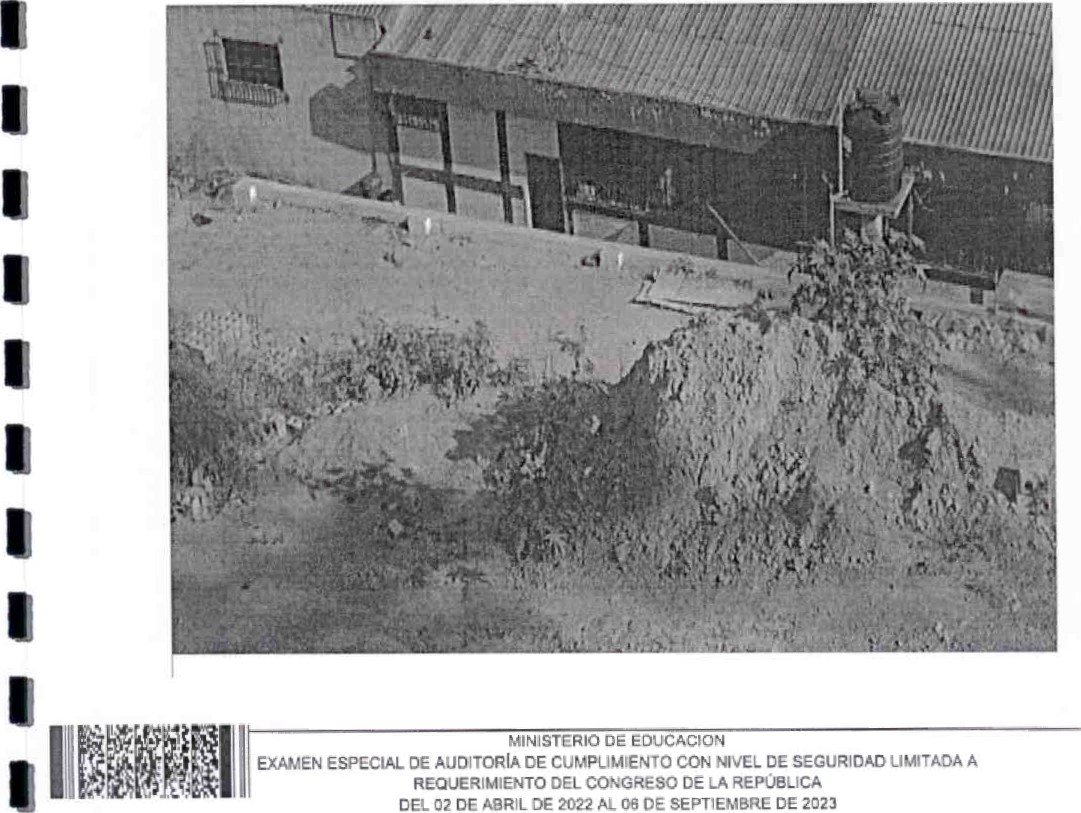 MINISTERIO DE EDUCACION
EXAMEN ESPECIAL DE AUDITORÍA DE CUMPLIMIENTO CON NIVEL DE SEGURIDAD LIMITADA A
REQUERIMIENTO DEL CONGRESO DE LA REPÚBLICA
DEL 02 DE ABRIL DE 2022 AL 06 DE SEPTIEMBRE DE 2023